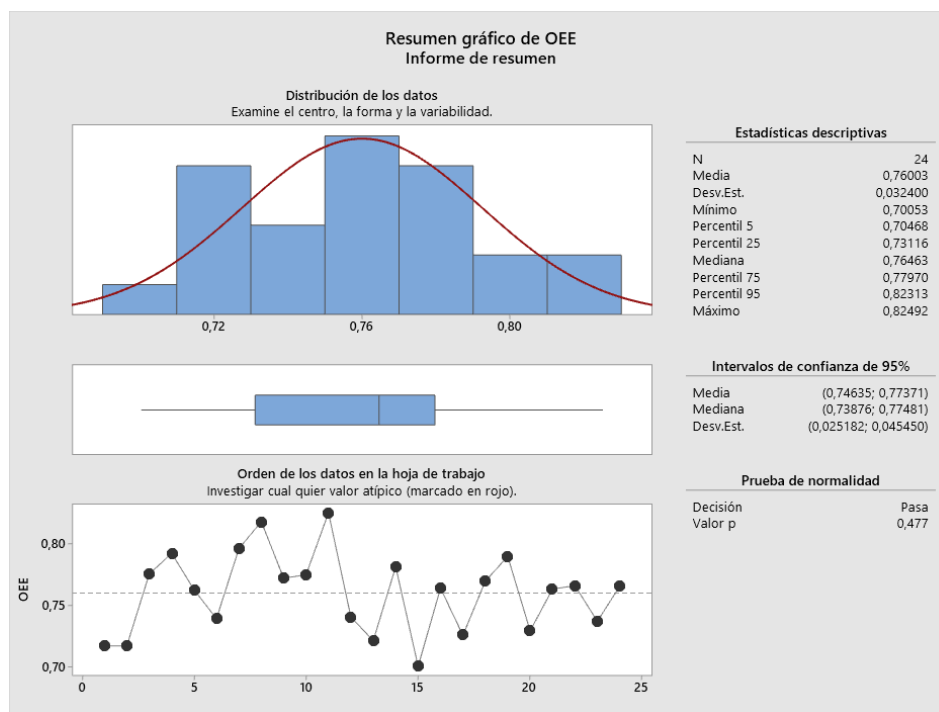 Resumen gráfico de OEE
Informe de resumen
Distribución de los datos
Examine el centro, la forma y la variabilidad.
0,72 0,76 0,80
Estadísticas descriptivas
N 24
Media 0,76003
Desv.Est. 0,032400
Mínimo 0,70053
Percentil 5 0,70468
Percentil 25 0,73116
Mediana 0,76463
Percentil 75 0,77970
Percentil 95 0,82313
Máximo 0,82492
Intervalos de confianza de 95%
Media (0,74635; 0,77371)
Mediana (0,73876; 0,77481)
Desv.Est. (0,025182; 0,045450)
Orden de los datos en la hoja de trabajo
Investigar cual quier valor atípico (marcado en rojo).
OEE
0,80
0,75
0,70
0 5 10 15 20 25
Prueba de normalidad
Decisión Pasa
Valor p 0,477